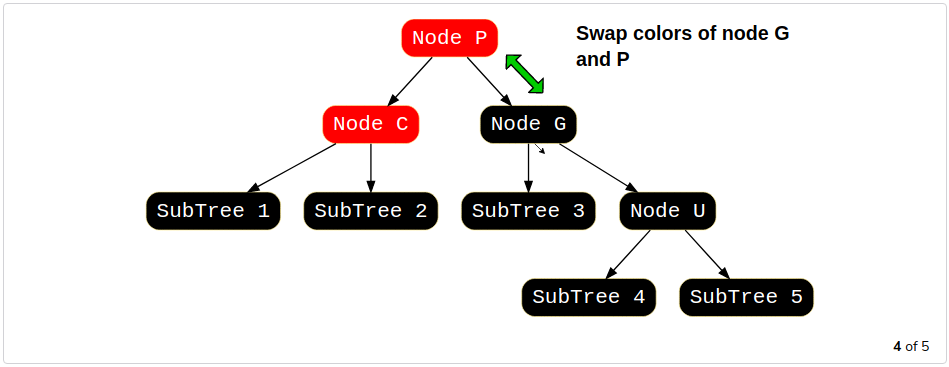 Node P
Swap colors of node G
and P
Node C
Node G
SubTree 1
SubTree 2
SubTree 3
Node U
SubTree 4
SubTree 5
4 of 5